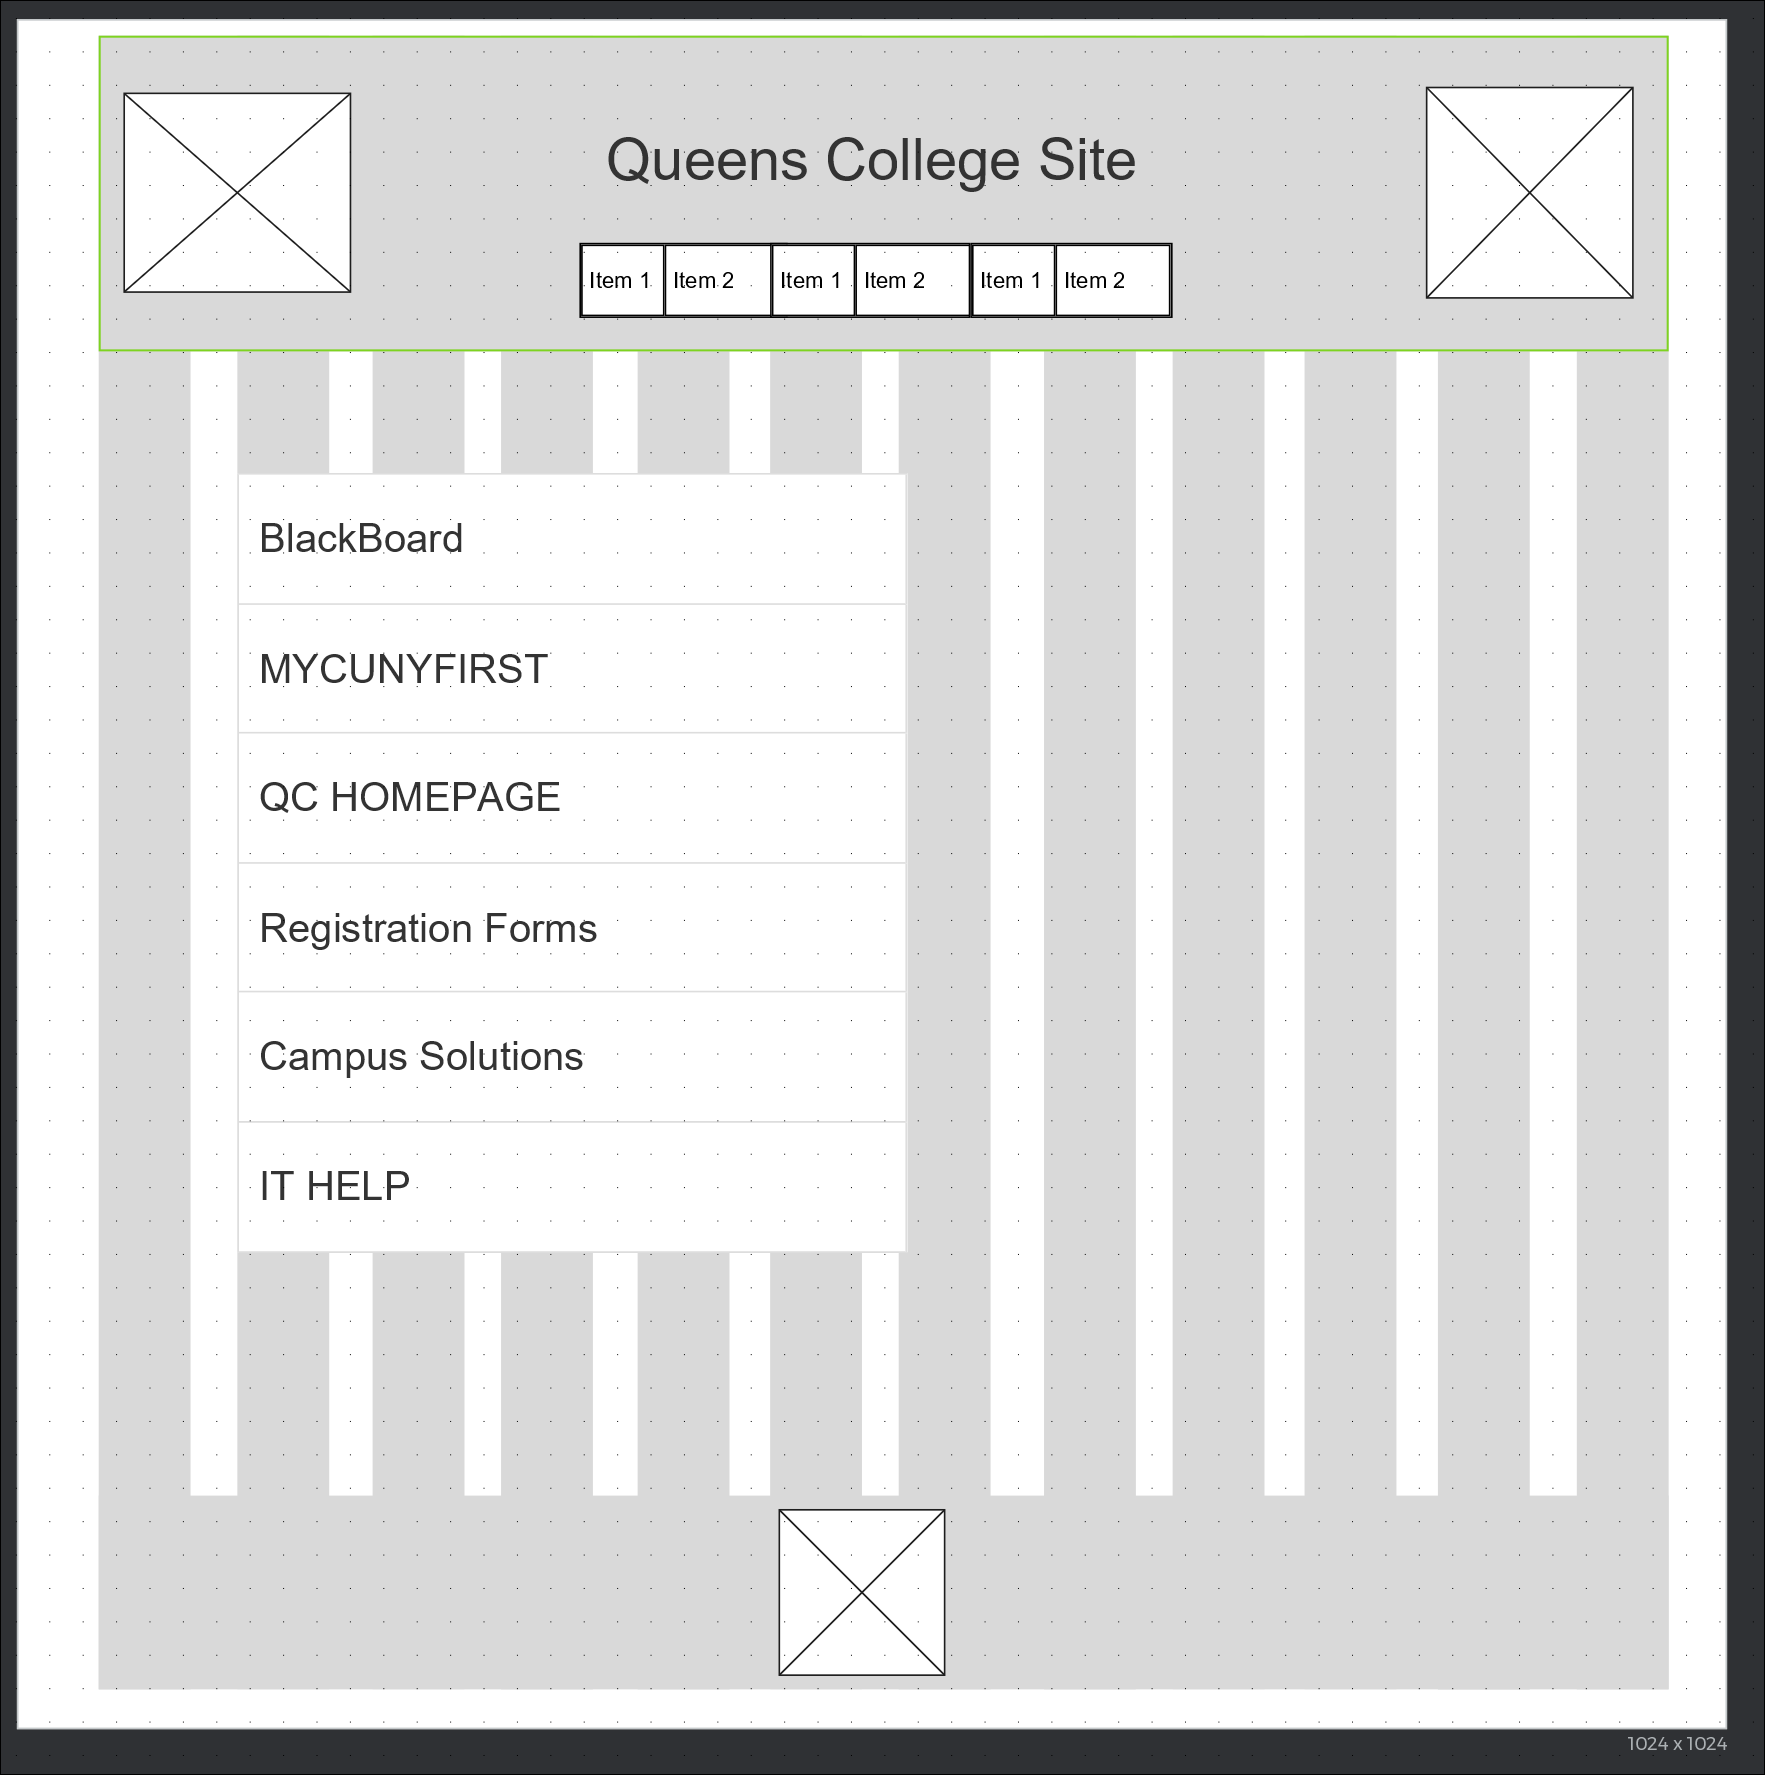 Queens College Site
Item 1 Item 2 Item 1 Item 2 Item 1 Item 2
BlackBoard
MYCUNYFIRST
QC HOMEPAGE
Registration Forms
Campus Solutions
IT HELP
1024 x 1024